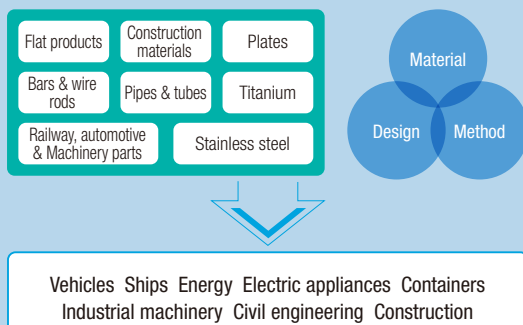 Flat products
Construction
materials
Plates
Bars & wire
rods
Pipes & tubes
Titanium
Railway, automotive
& Machinery parts
Stainless steel
Material
Design
Method
Vehicles Ships Energy Electric appliances Containers
Industrial machinery Civil engineering Construction